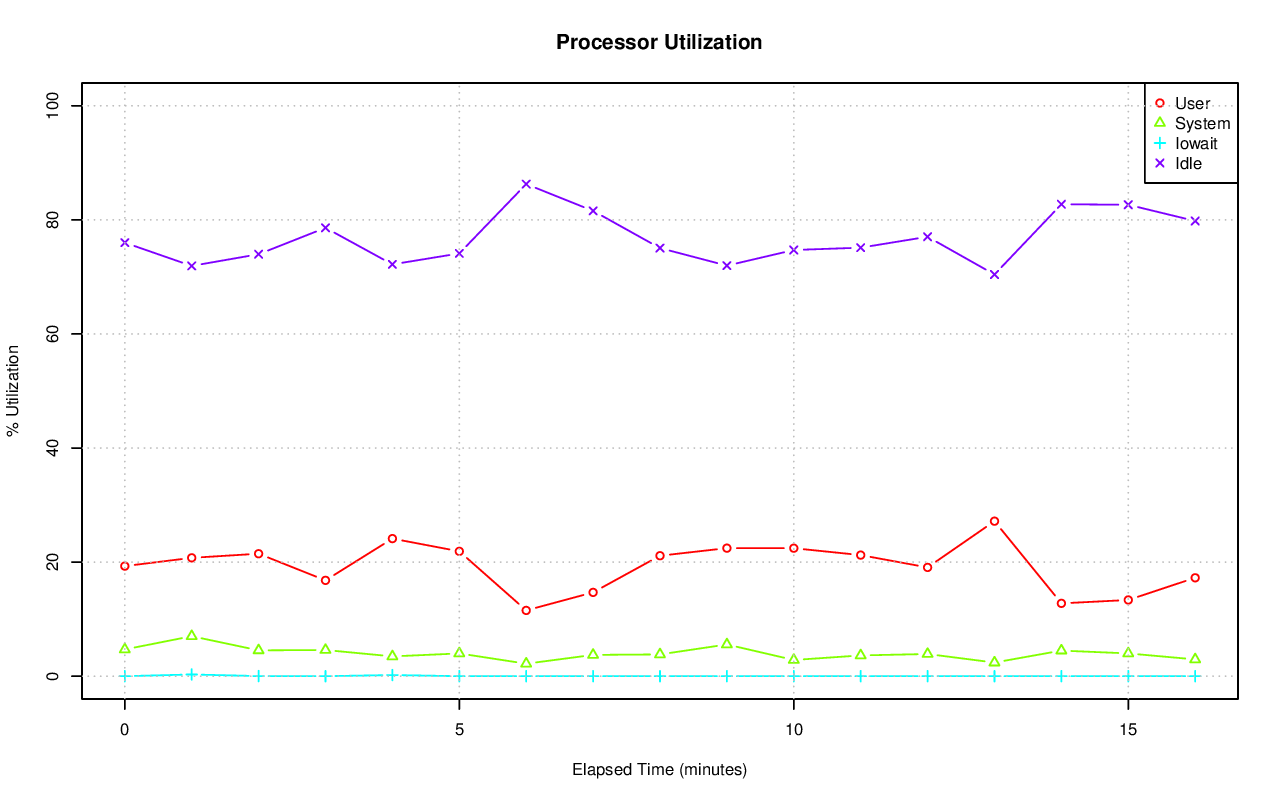 Processor Utilization
% Utilization
100
80
60
40
20
0
User
System
Iowait
Idle
0 5 10 15
Elapsed Time (minutes)